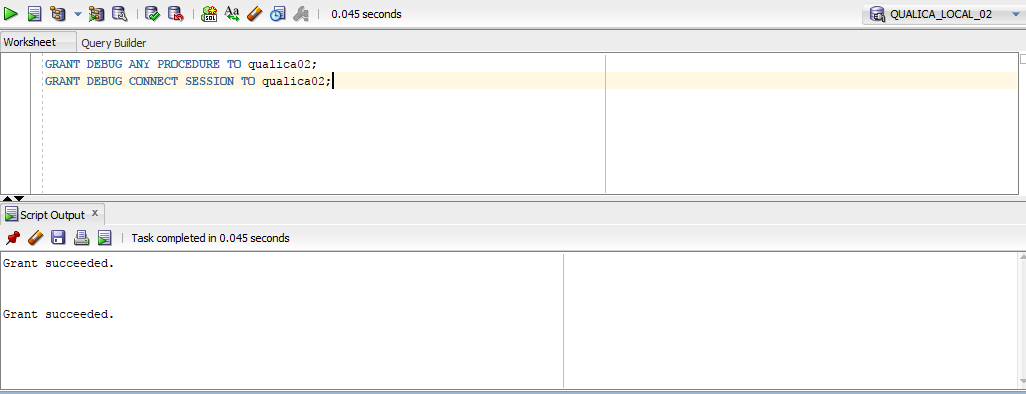 0.045 seconds
QUALICA_LOCAL_02
Worksheet
Query Builder
GRANT DEBUG ANY PROCEDURE TO qualica02;
GRANT DEBUG CONNECT SESSION TO qualica02;
Script Output x
Task completed in 0.045 seconds
Grant succeeded.
Grant succeeded.